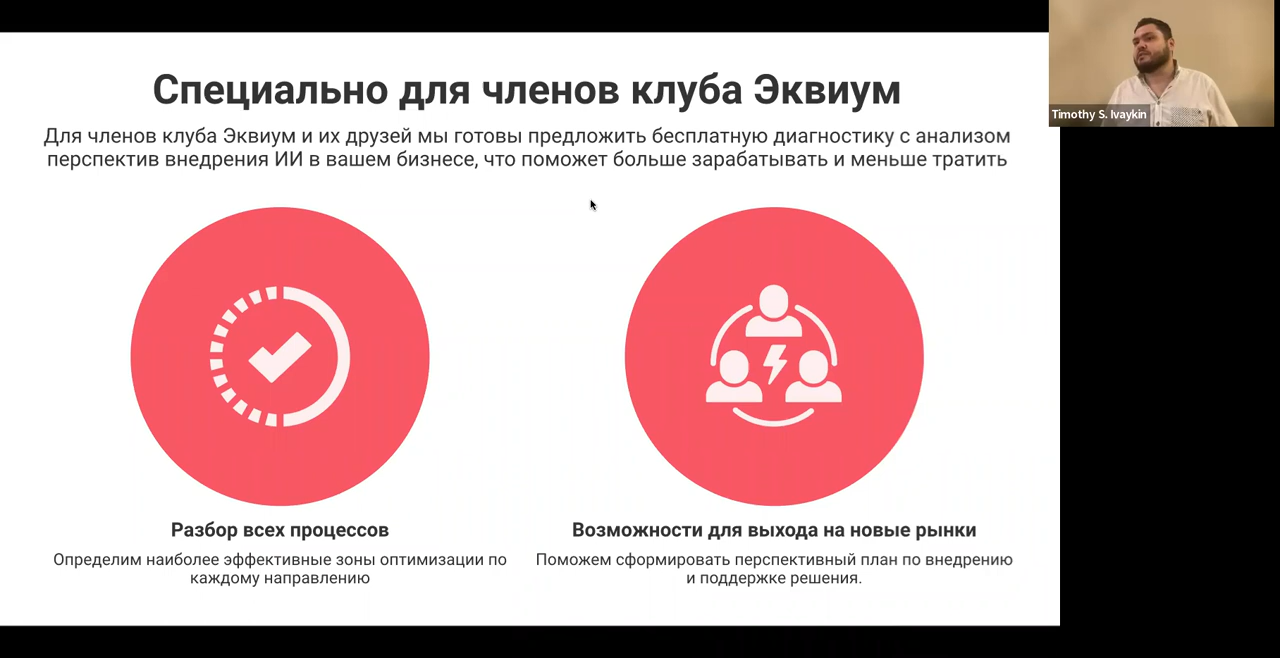 Специально для членов клуба Эквиум
Для членов клуба Эквиум и их друзей мы готовы предложить бесплатную диагностику с анализом
перспектив внедрения ИИ в вашем бизнесе, что поможет больше зарабатывать и меньше тратить
Timothy S. Ivaykin
Разбор всех процессов
Определим наиболее эффективные зоны оптимизации по
каждому направлению
Возможности для выхода на новые рынки
Поможем сформировать перспективный план по внедрению
и поддержке решения.